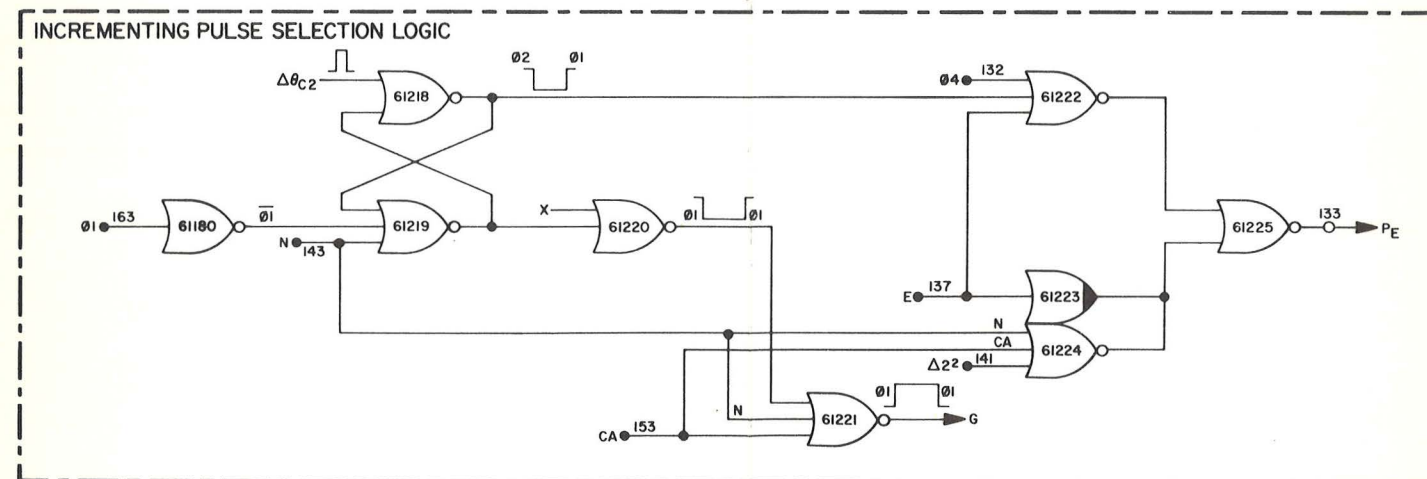 INCREMENTING PULSE SELECTION LOGIC
ΔθC2
61218
Ø2 Ø1
Ø4 132
61222
Ø1 163
61180
Ø1̅
N 143
61219
X
61220
Ø1 Ø1
61225
133
PE
E 137
61223
N
CA
Δ2² 141
61224
N
CA 153
61221
Ø1 Ø1
G